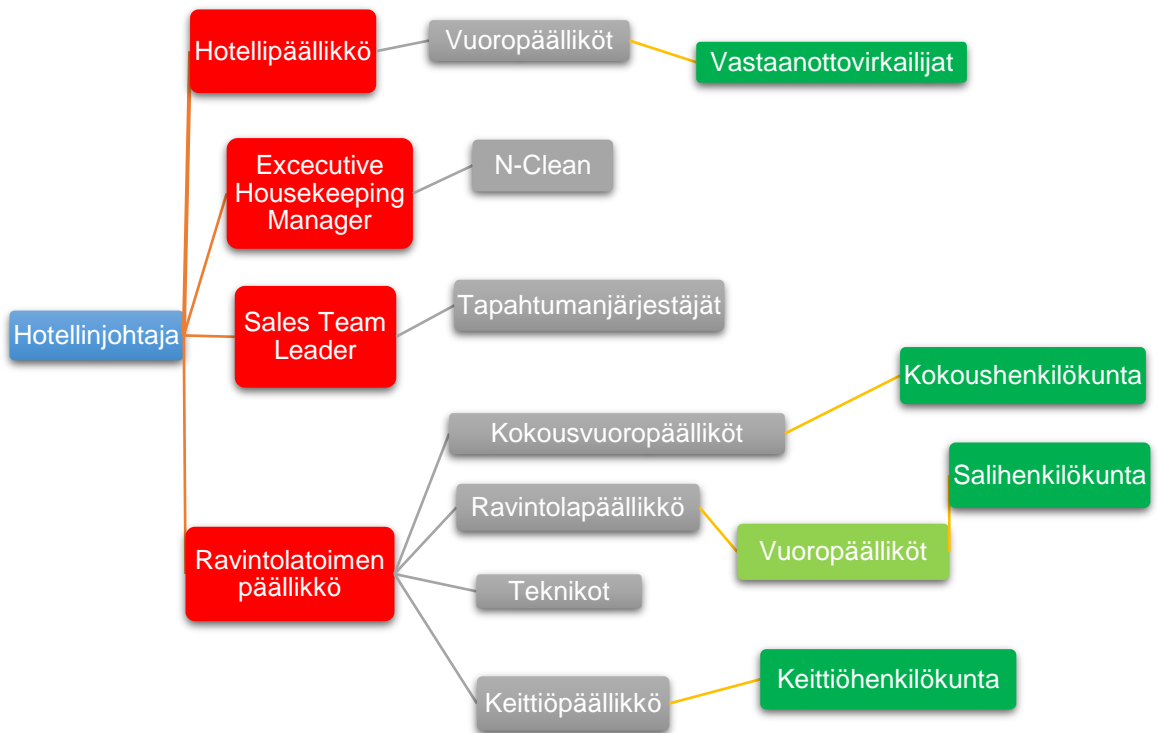 Hotellipäällikkö
Vuoropäälliköt
Vastaanottovirkailijat
Excecutive
Housekeeping
Manager
N-Clean
Hotellinjohtaja
Sales Team
Leader
Tapahtumanjärjestäjät
Kokoushenkilökunta
Kokousvuoropäälliköt
Salihenkilökunta
Ravintolapäällikkö
Vuoropäälliköt
Ravintolatoimen
päällikkö
Teknikot
Keittiöpäällikkö
Keittiöhenkilökunta